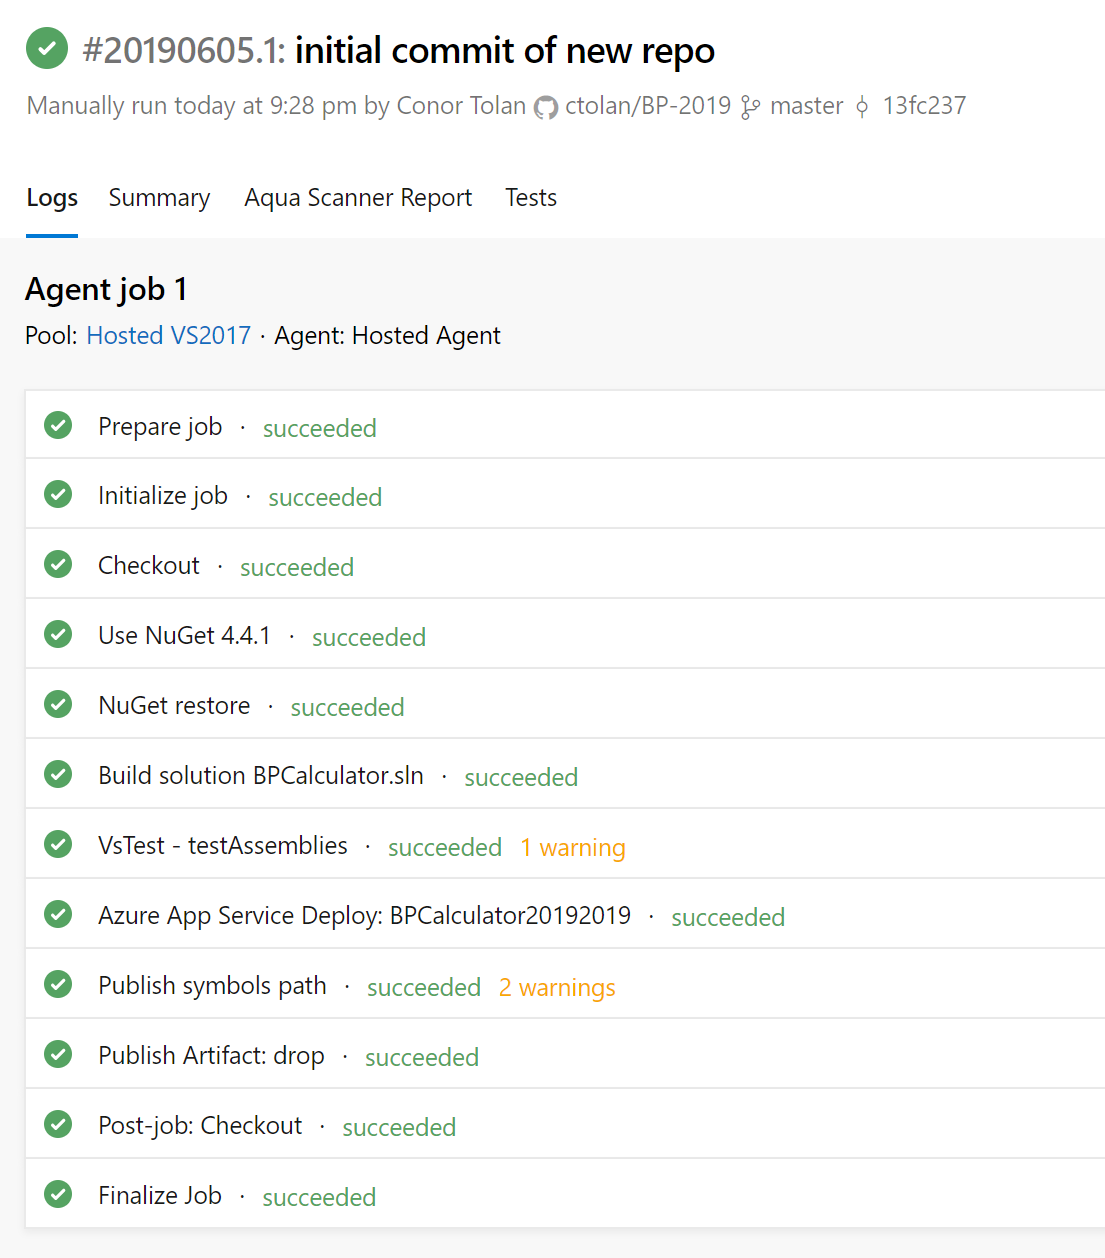 #20190605.1: initial commit of new repo
Manually run today at 9:28 pm by Conor Tolan ctolan/BP-2019 master 13fc237
Logs Summary Aqua Scanner Report Tests
Agent job 1
Pool: Hosted VS2017 · Agent: Hosted Agent
Prepare job · succeeded
Initialize job · succeeded
Checkout · succeeded
Use NuGet 4.4.1 · succeeded
NuGet restore · succeeded
Build solution BPCalculator.sln · succeeded
VsTest - testAssemblies · succeeded 1 warning
Azure App Service Deploy: BPCalculator20192019 · succeeded
Publish symbols path · succeeded 2 warnings
Publish Artifact: drop · succeeded
Post-job: Checkout · succeeded
Finalize Job · succeeded